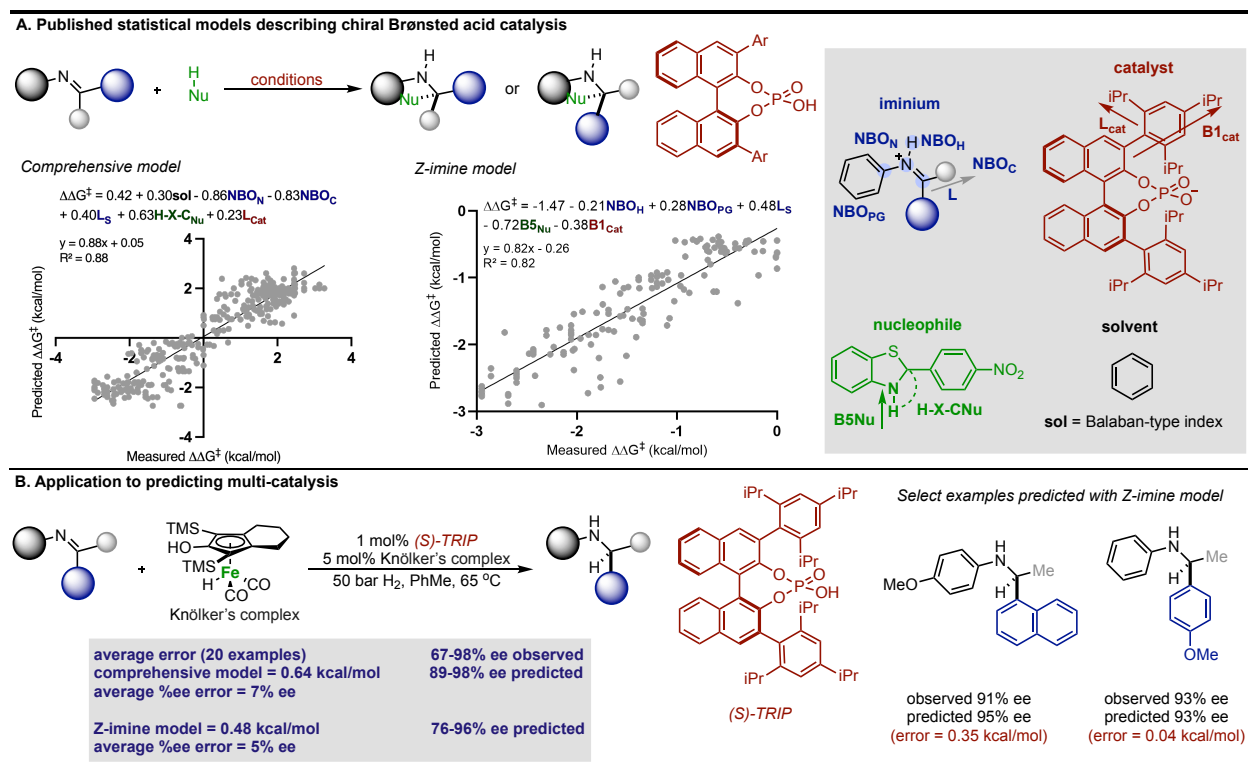 A. Published statistical models describing chiral Brønsted acid catalysis
N
+
H
Nu
conditions
H
N
Nu
C
or
H
N
Nu
C
Ar
O
O
P
O
OH
Ar
Comprehensive model
ΔΔG‡ = 0.42 + 0.30sol - 0.86NBON - 0.83NBOC
+ 0.40LS + 0.63H-X-CNu + 0.23LCat
y = 0.88x + 0.05
R² = 0.88
4
2
-4
-2
2
4
-2
-4
Predicted ΔΔG‡ (kcal/mol)
Measured ΔΔG‡ (kcal/mol)
Z-imine model
ΔΔG‡ = -1.47 - 0.21NBOH + 0.28NBOPG + 0.48LS
- 0.72B5Nu - 0.38B1Cat
y = 0.82x - 0.26
R² = 0.82
0
-1
-2
-3
-3
-2
-1
0
Predicted ΔΔG‡ (kcal/mol)
Measured ΔΔG‡ (kcal/mol)
iminium
NBON
H
NBOH
N
+
NBOC
L
NBOPG
catalyst
iPr
iPr
Lcat
B1cat
iPr
O
O
P
O
O⁻
iPr
iPr
iPr
nucleophile
S
N
H
NO2
B5Nu
H-X-CNu
solvent
sol = Balaban-type index
B. Application to predicting multi-catalysis
N
+
TMS
HO
TMS
Fe
H
CO
CO
Knölker's complex
1 mol% (S)-TRIP
5 mol% Knölker's complex
50 bar H2, PhMe, 65 ºC
H
N
H
iPr
iPr
iPr
O
O
P
O
OH
iPr
iPr
iPr
(S)-TRIP
Select examples predicted with Z-imine model
H
N
Me
MeO
H
observed 91% ee
predicted 95% ee
(error = 0.35 kcal/mol)
H
N
Me
H
OMe
observed 93% ee
predicted 93% ee
(error = 0.04 kcal/mol)
average error (20 examples)
67-98% ee observed
comprehensive model = 0.64 kcal/mol
89-98% ee predicted
average %ee error = 7% ee
Z-imine model = 0.48 kcal/mol
76-96% ee predicted
average %ee error = 5% ee